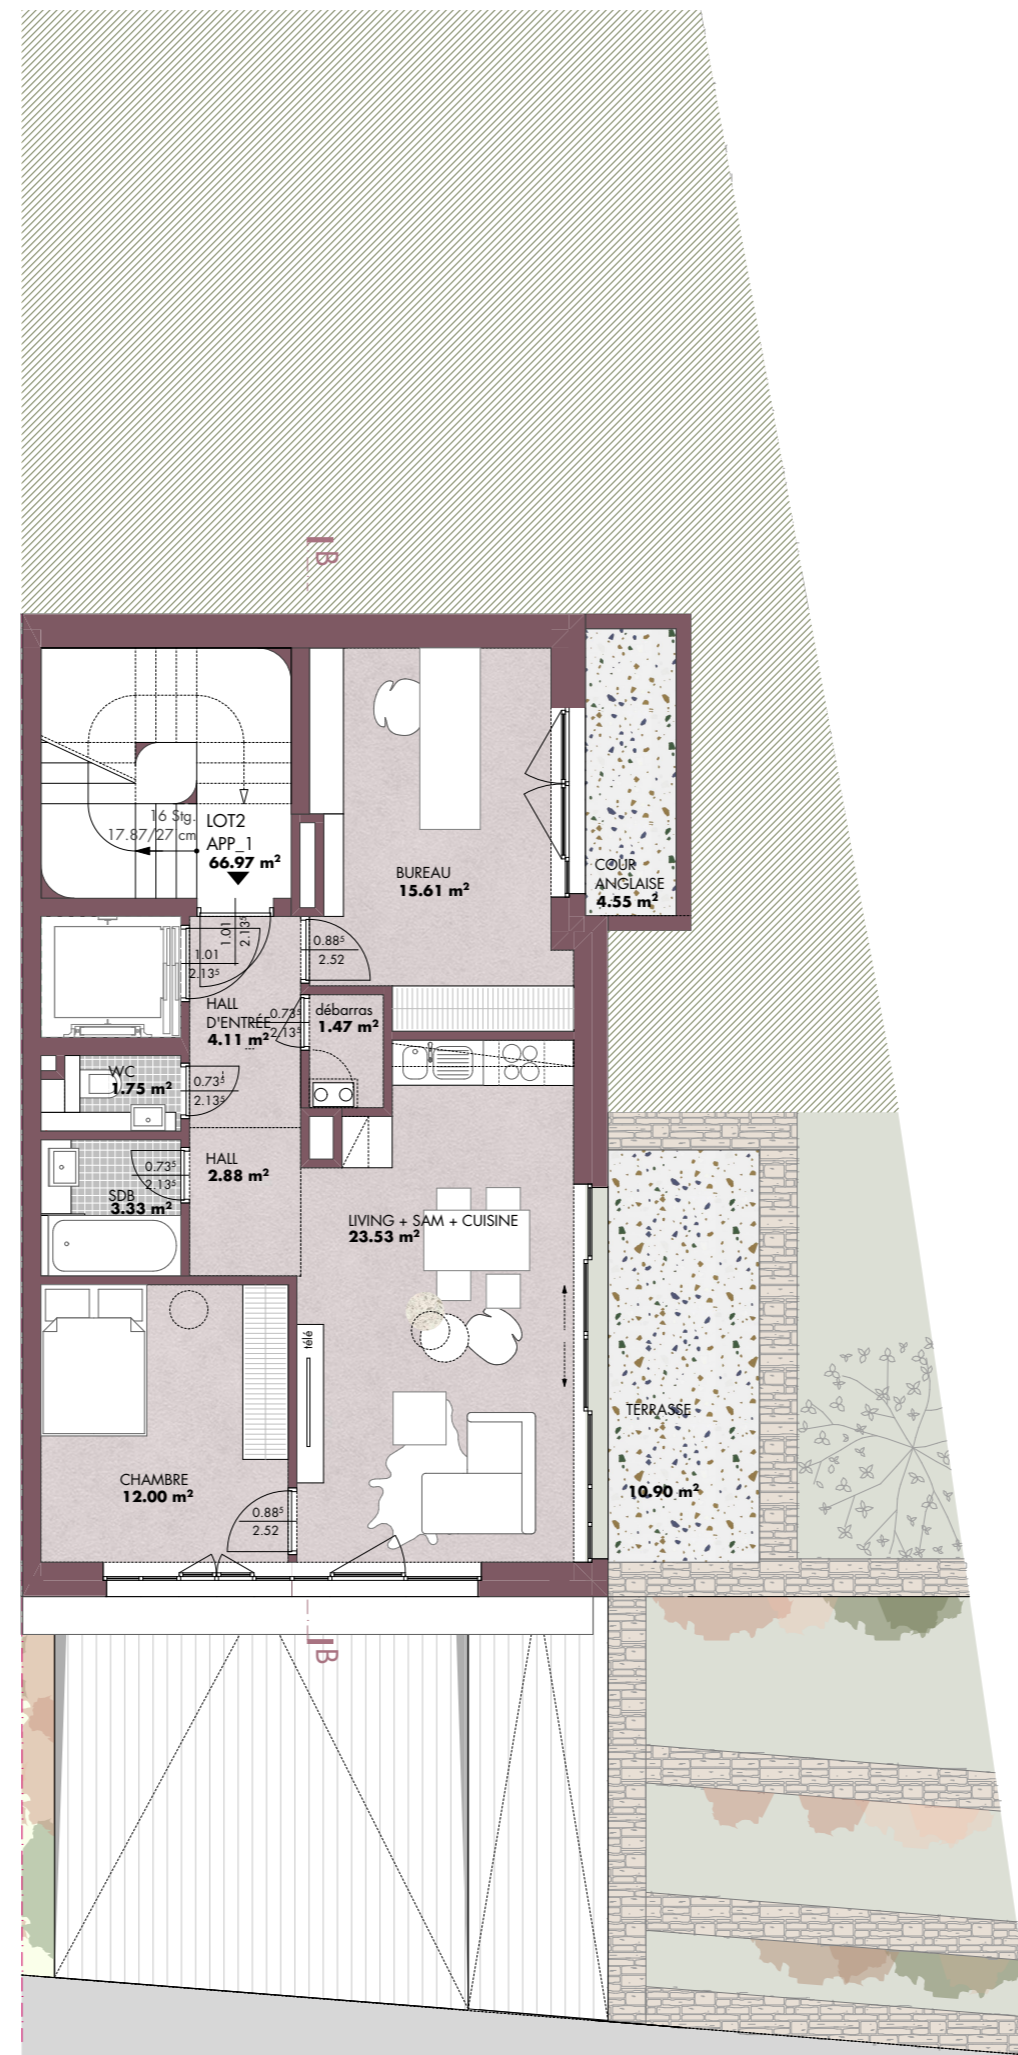 B
16 Stg.
17.87/27 cm
LOT2
APP_1
66.97 m²
BUREAU
15.61 m²
COUR
ANGLAISE
4.55 m²
1.01
2.13⁵
1.01
2.13⁵
0.88⁵
2.52
HALL
D'ENTRÉE
4.11 m²
0.73⁵
2.13⁵
débarras
1.47 m²
WC
1.75 m²
0.73⁵
2.13⁵
HALL
2.88 m²
0.73⁵
2.13⁵
SDB
3.33 m²
LIVING + SAM + CUISINE
23.53 m²
télé
TERRASSE
10.90 m²
CHAMBRE
12.00 m²
0.88⁵
2.52
B